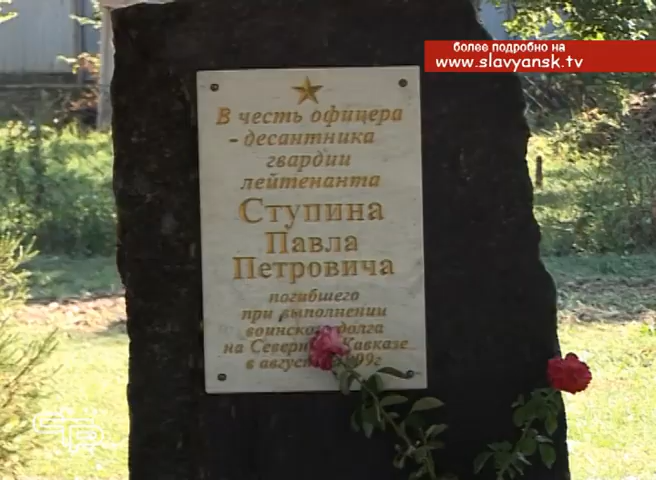 более подробно на
www.slavyansk.tv
В честь офицера
- десантника
гвардии
лейтенанта
Ступина
Павла
Петровича
погибшего
при выполнении
воинского долга
на Кавказе
в